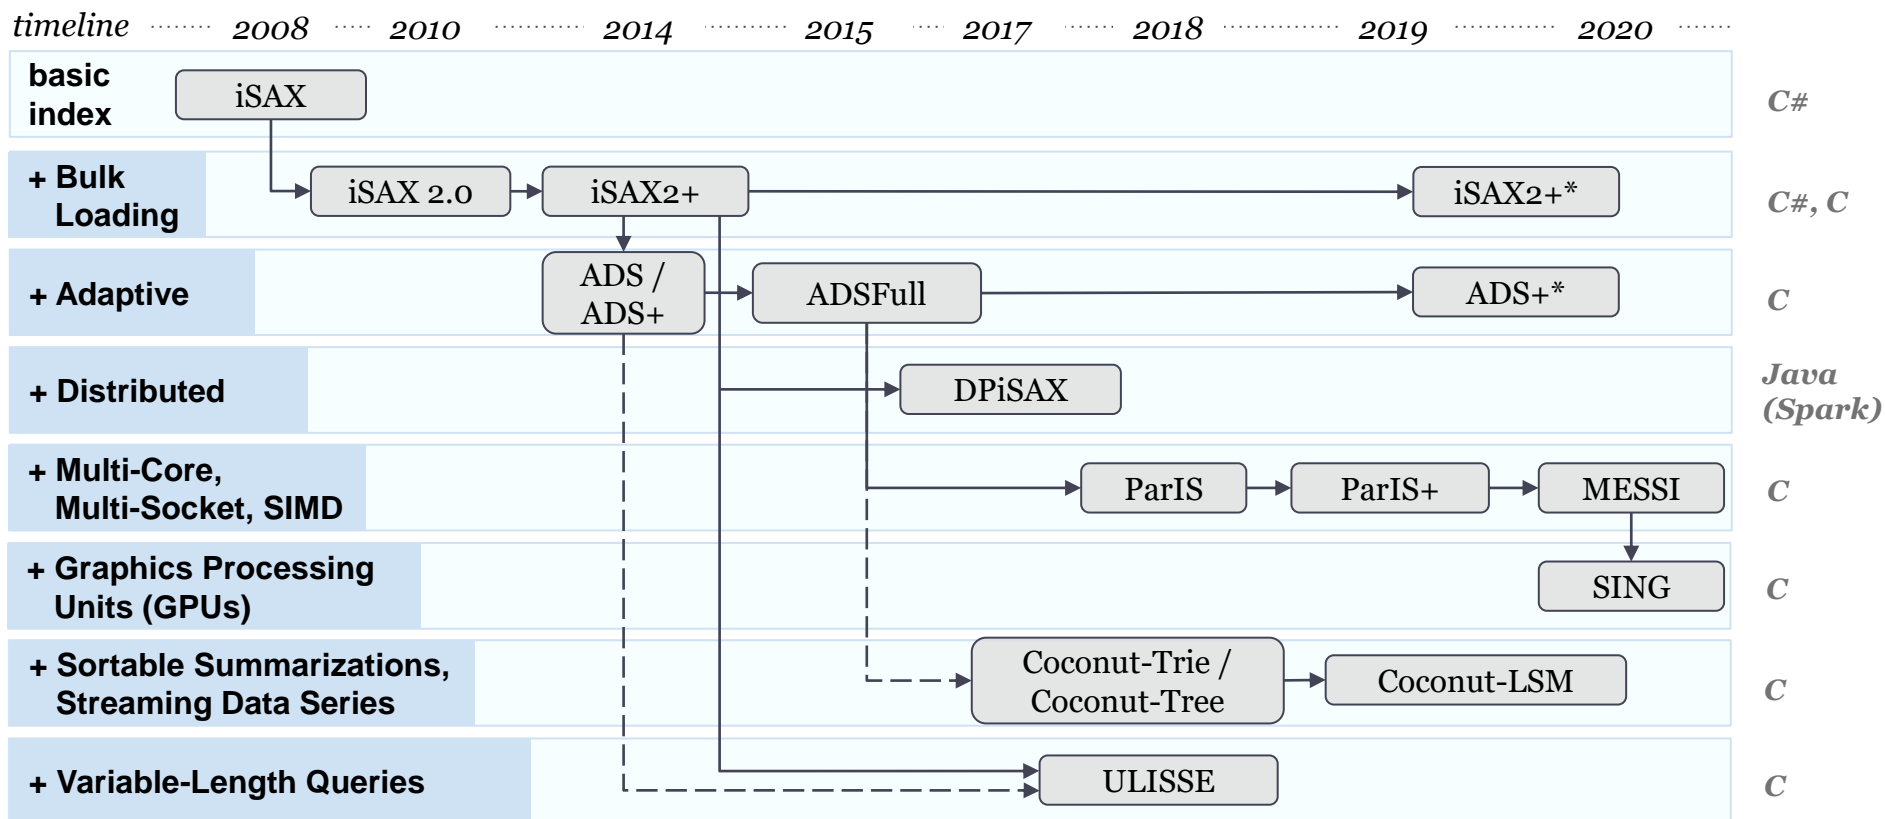 timeline ........ 2008 ........ 2010 ........ 2014 ........ 2015 ........ 2017 ........ 2018 ........ 2019 ........ 2020 ........
basic
index
iSAX
C#
+ Bulk
Loading
iSAX 2.0
iSAX2+
iSAX2+*
C#, C
+ Adaptive
ADS /
ADS+
ADSFull
ADS+*
C
+ Distributed
DPiSAX
Java
(Spark)
+ Multi-Core,
Multi-Socket, SIMD
ParIS
ParIS+
MESSI
C
+ Graphics Processing
Units (GPUs)
SING
C
+ Sortable Summarizations,
Streaming Data Series
Coconut-Trie /
Coconut-Tree
Coconut-LSM
C
+ Variable-Length Queries
ULISSE
C